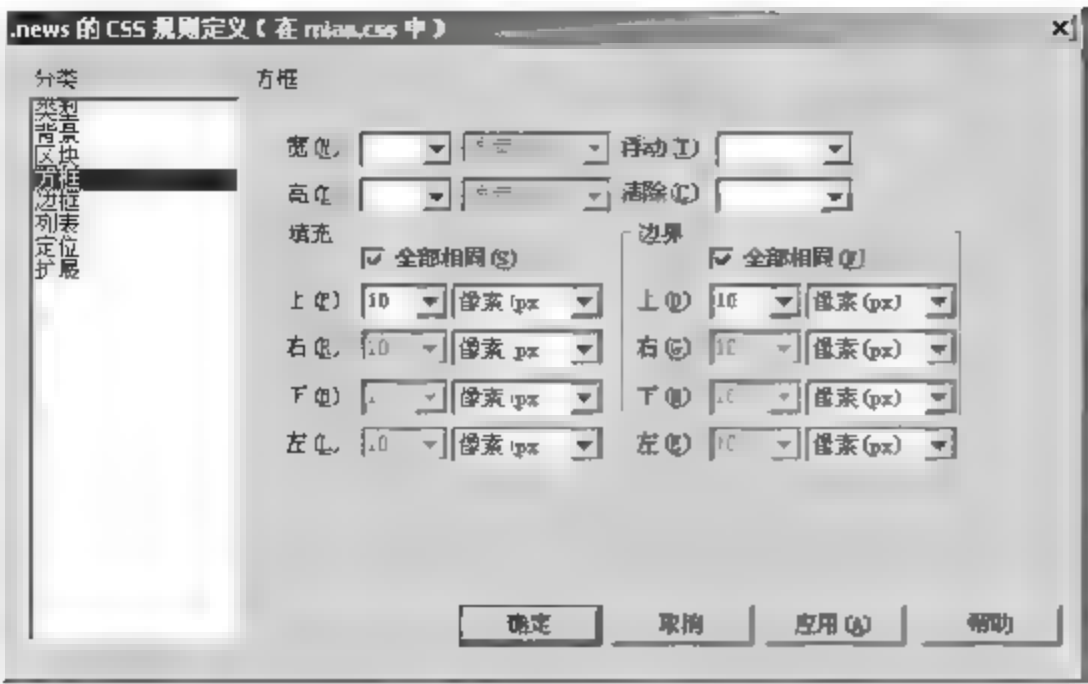 .news 的 CSS 规则定义（在 mian.css 中）
分类 方框
类型
背景
区块
方框
边框
列表
定位
扩展
宽(W) 浮动(T)
高(H) 清除(C)
填充 边界
全部相同(S) 全部相同(F)
上(P) 10 像素(px) 上(O) 10 像素(px)
右(R) 10 像素(px) 右(G) 10 像素(px)
下(B) 像素(px) 下(M) 10 像素(px)
左(L) 10 像素(px) 左(E) 10 像素(px)
确定 取消 应用(A) 帮助